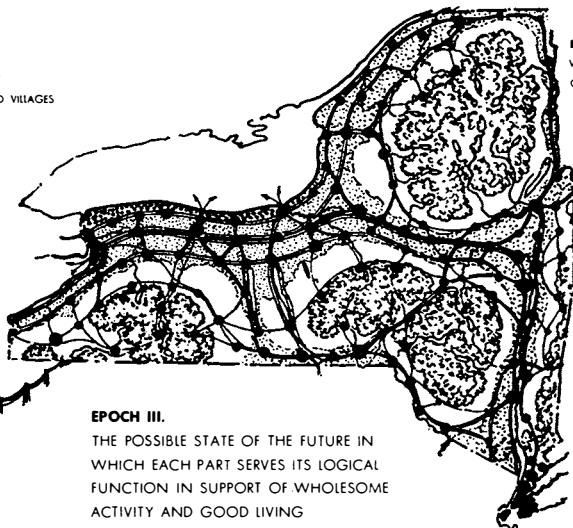 VILLAGES
EPOCH III.
THE POSSIBLE STATE OF THE FUTURE IN
WHICH EACH PART SERVES ITS LOGICAL
FUNCTION IN SUPPORT OF WHOLESOME
ACTIVITY AND GOOD LIVING